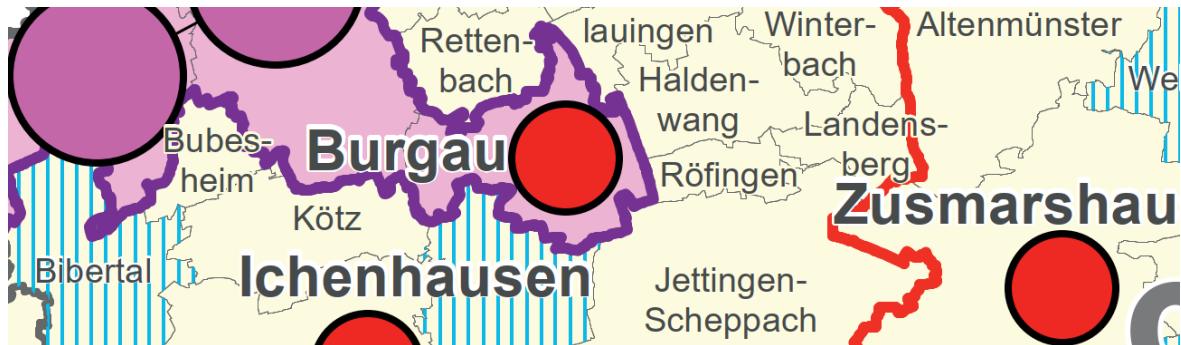 Retten-
bach
lauingen
Winter-
bach
Altenmünster
We
Halden-
wang
Landens-
berg
Bubes-
heim
Burgau
Röfingen
Zusmarshau
Kötz
Bibertal
Ichenhausen
Jettingen-
Scheppach